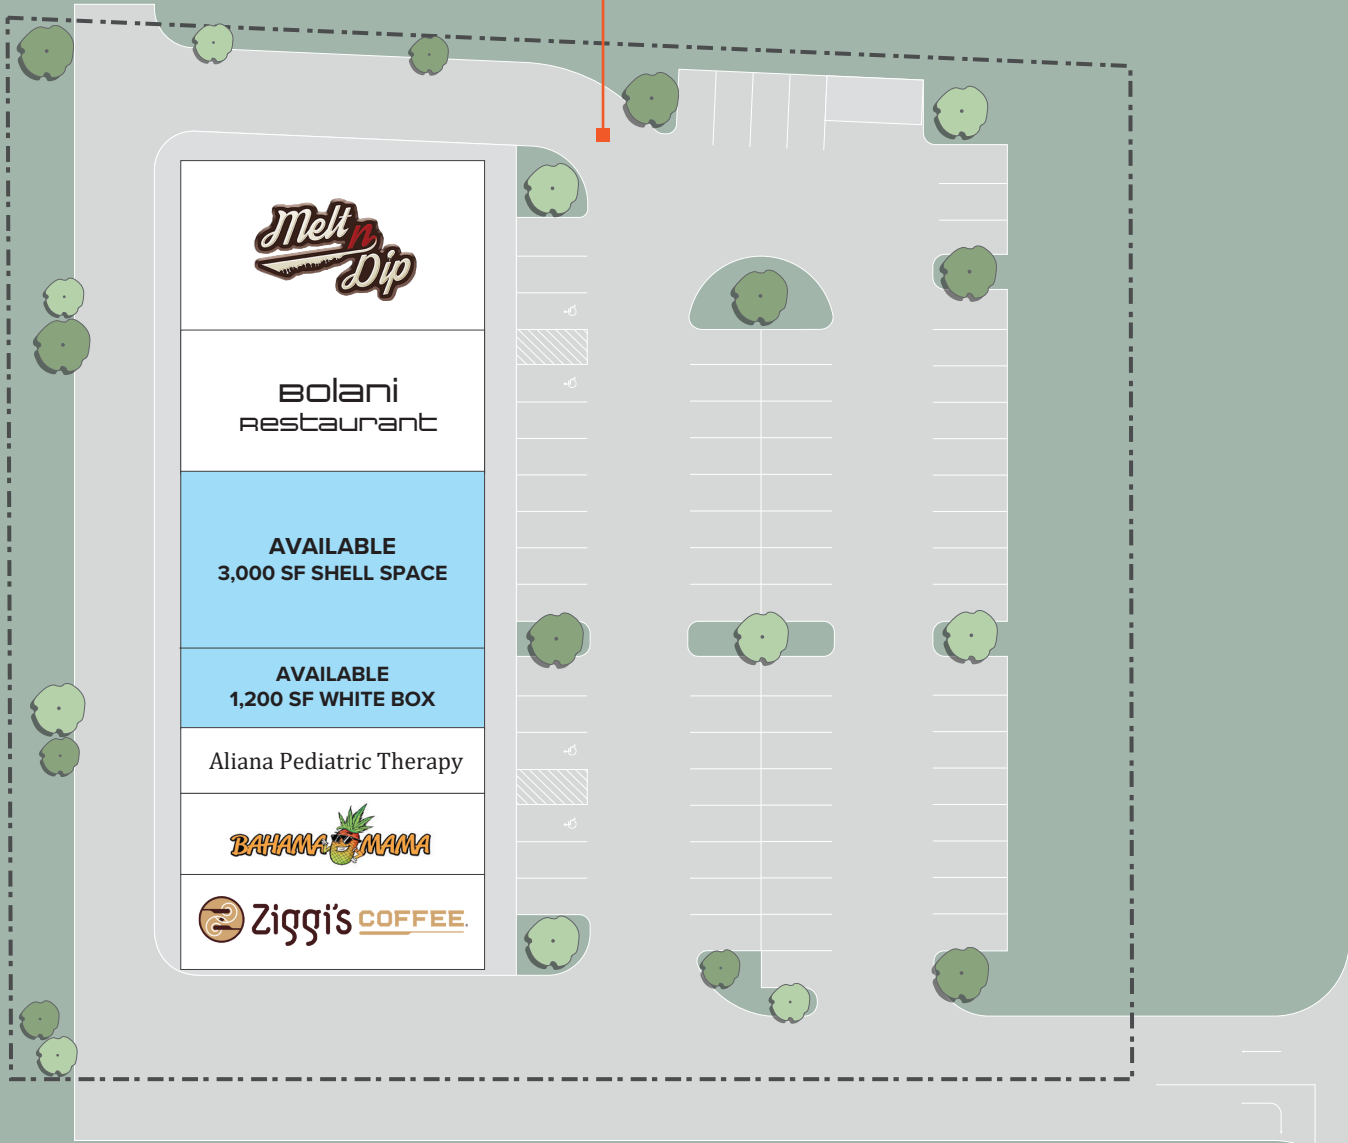 Melt n
Dip
Bolani
Restaurant
AVAILABLE
3,000 SF SHELL SPACE
AVAILABLE
1,200 SF WHITE BOX
Aliana Pediatric Therapy
BAHAMA MAMA
Ziggi's COFFEE.